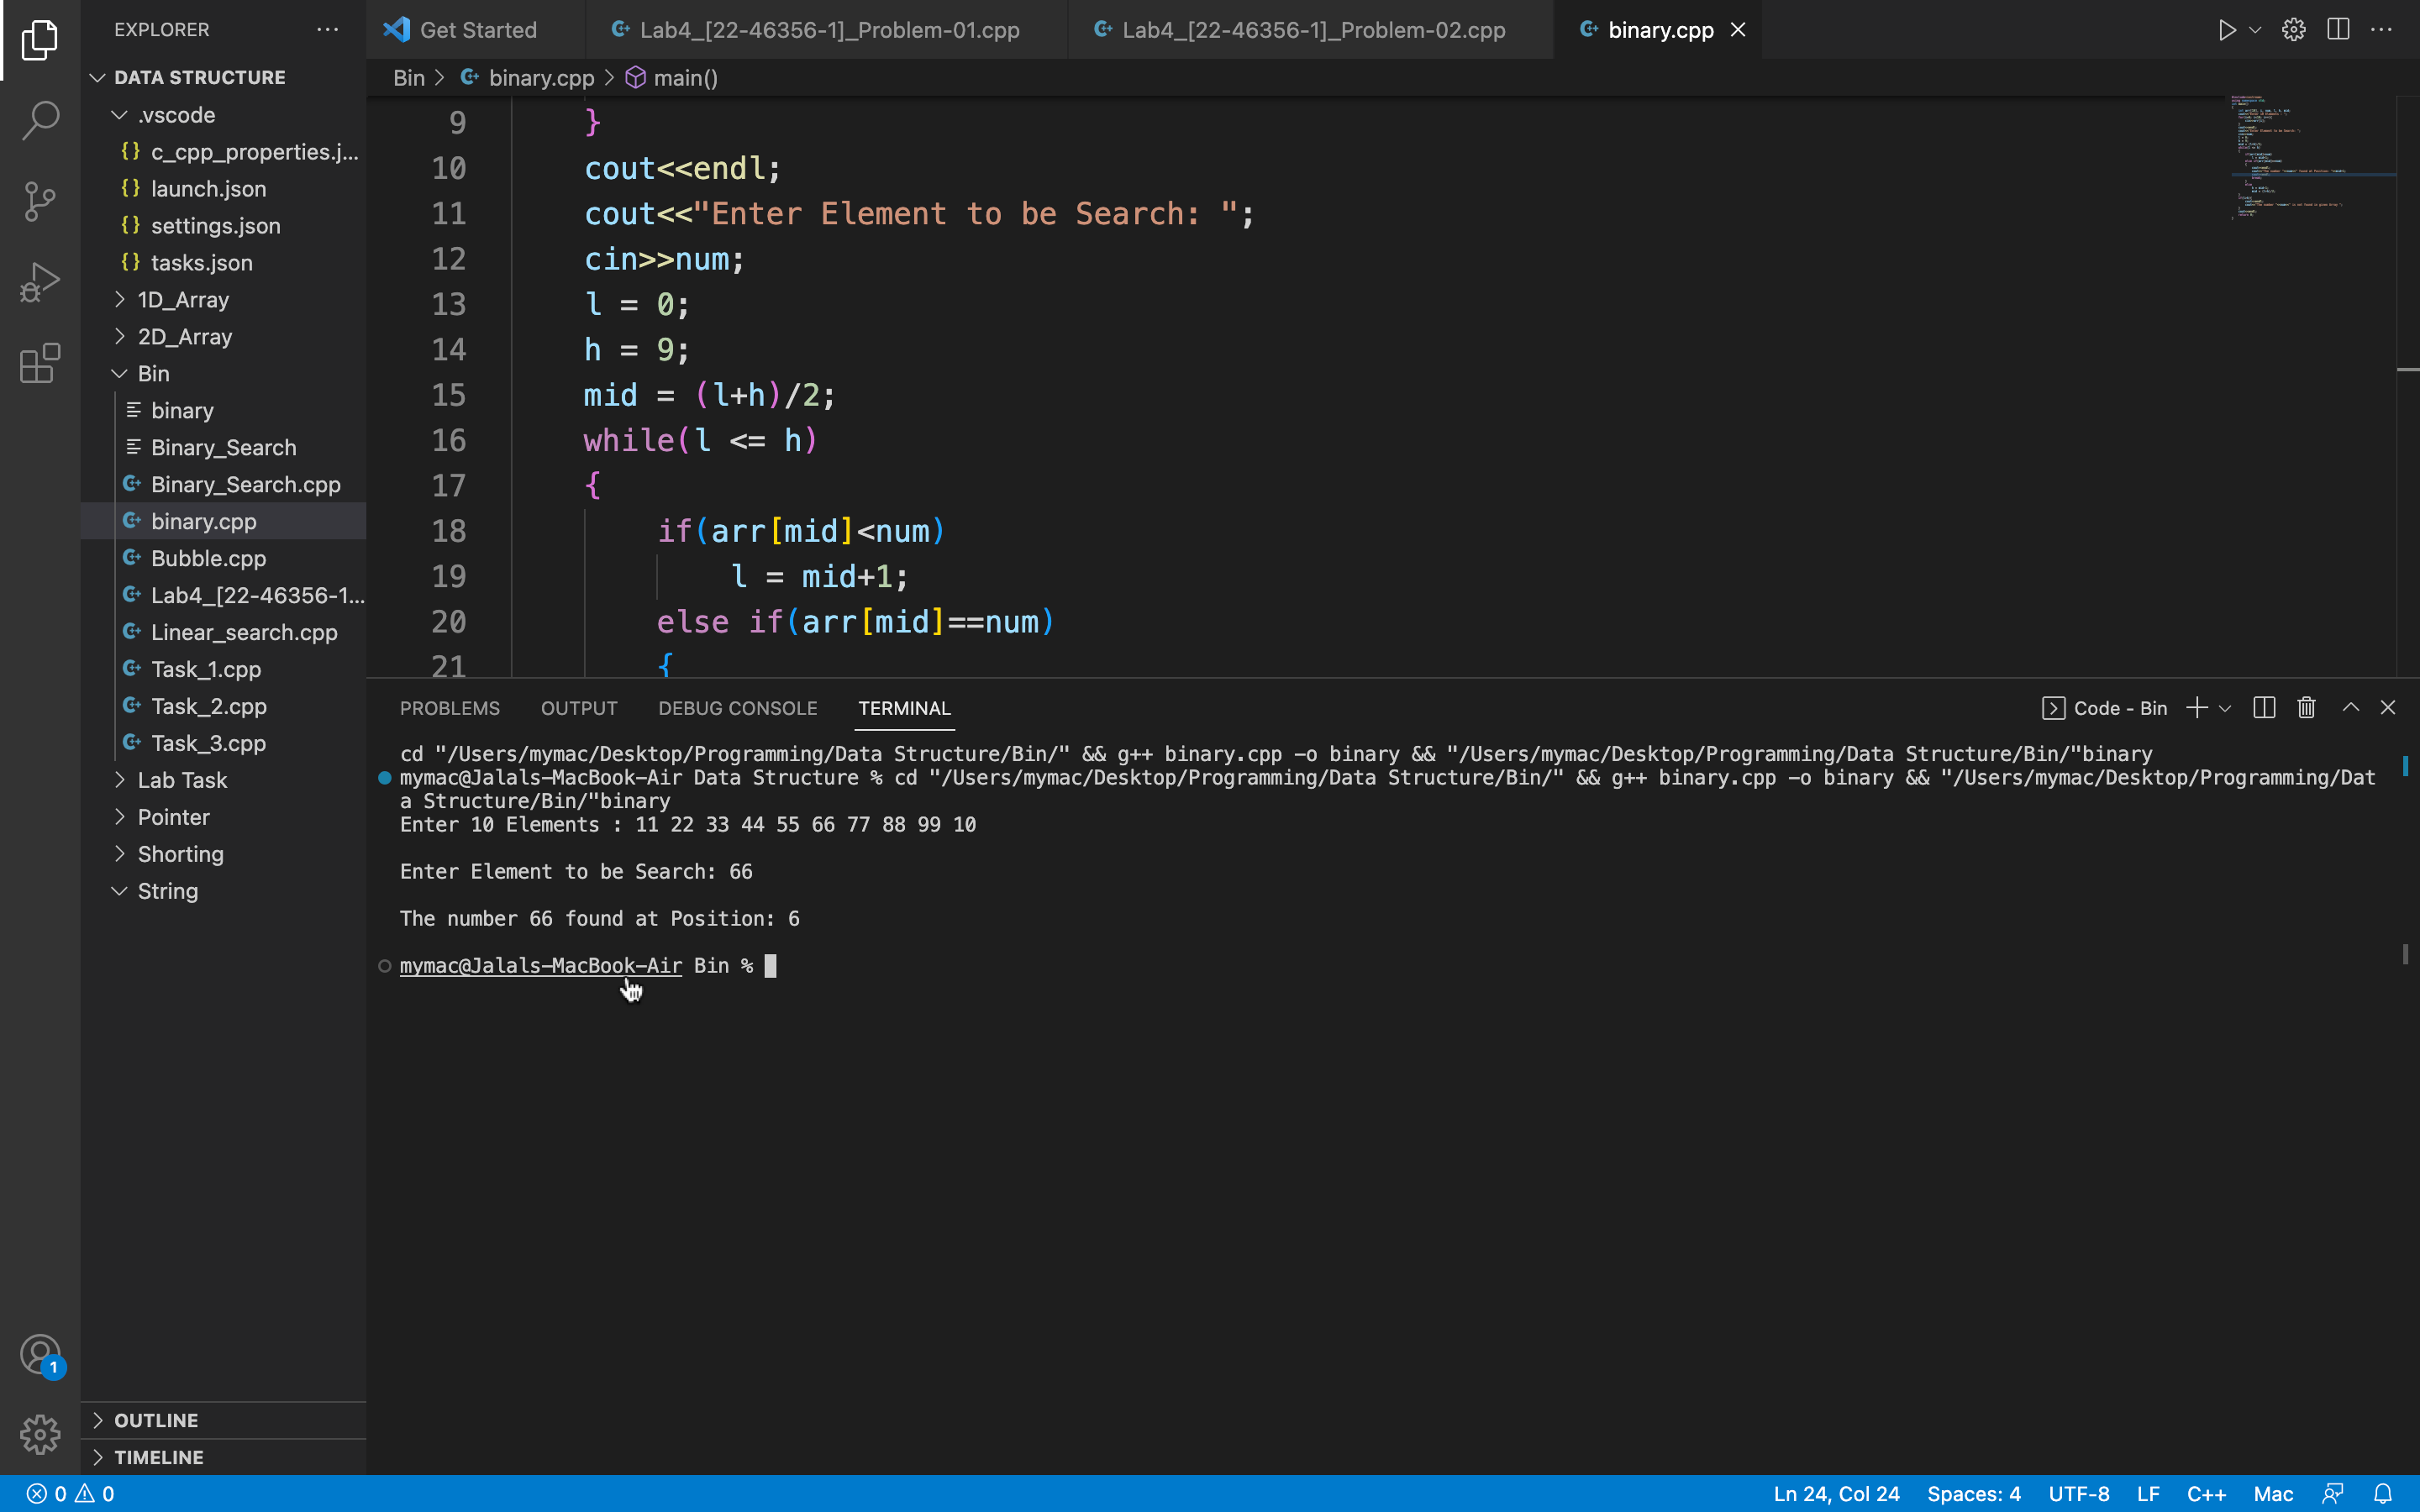 EXPLORER
DATA STRUCTURE
.vscode
{} c_cpp_properties.j...
{} launch.json
{} settings.json
{} tasks.json
1D_Array
2D_Array
Bin
binary
Binary_Search
Binary_Search.cpp
binary.cpp
Bubble.cpp
Lab4_[22-46356-1...
Linear_search.cpp
Task_1.cpp
Task_2.cpp
Task_3.cpp
Lab Task
Pointer
Shorting
String
OUTLINE
TIMELINE
1
Get Started
Lab4_[22-46356-1]_Problem-01.cpp
Lab4_[22-46356-1]_Problem-02.cpp
binary.cpp
Bin > binary.cpp > main()
9 }
10 cout<<endl;
11 cout<<"Enter Element to be Search: ";
12 cin>>num;
13 l = 0;
14 h = 9;
15 mid = (l+h)/2;
16 while(l <= h)
17 {
18 if(arr[mid]<num)
19 l = mid+1;
20 else if(arr[mid]==num)
21 {
PROBLEMS OUTPUT DEBUG CONSOLE TERMINAL
Code - Bin
cd "/Users/mymac/Desktop/Programming/Data Structure/Bin/" && g++ binary.cpp -o binary && "/Users/mymac/Desktop/Programming/Data Structure/Bin/"binary
mymac@Jalals-MacBook-Air Data Structure % cd "/Users/mymac/Desktop/Programming/Data Structure/Bin/" && g++ binary.cpp -o binary && "/Users/mymac/Desktop/Programming/Dat
a Structure/Bin/"binary
Enter 10 Elements : 11 22 33 44 55 66 77 88 99 10
Enter Element to be Search: 66
The number 66 found at Position: 6
mymac@Jalals-MacBook-Air Bin %
0 0
Ln 24, Col 24 Spaces: 4 UTF-8 LF C++ Mac